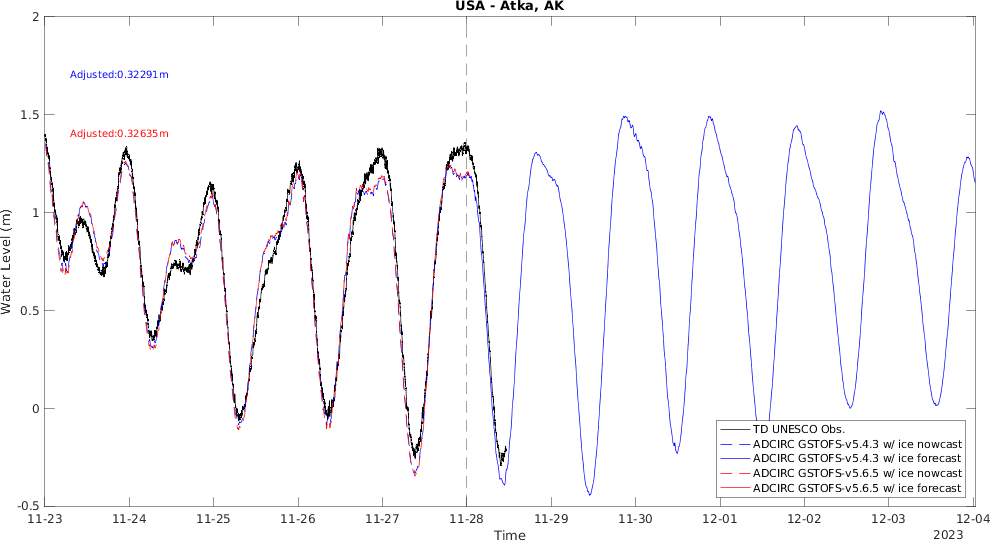 USA - Atka, AK
2
1.5
1
0.5
0
-0.5
Water Level (m)
Adjusted:0.32291m
Adjusted:0.32635m
TD UNESCO Obs.
ADCIRC GSTOFS-v5.4.3 w/ ice nowcast
ADCIRC GSTOFS-v5.4.3 w/ ice forecast
ADCIRC GSTOFS-v5.6.5 w/ ice nowcast
ADCIRC GSTOFS-v5.6.5 w/ ice forecast
11-23 11-24 11-25 11-26 11-27 11-28 11-29 11-30 12-01 12-02 12-03 12-04
Time
2023